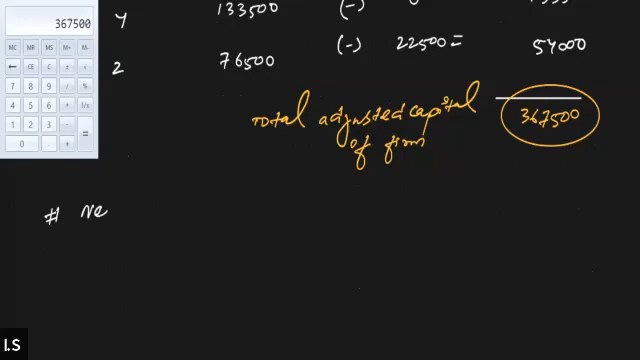 367500
MC MR MS M+ M-
← CE C ± √
7 8 9 / %
4 5 6 * 1/x
1 2 3 - =
0 . +
Y 133500 (-)
Z 76500 (-) 22500 = 54000
Total adjusted capital 367500
of firm
# Ne
I.S